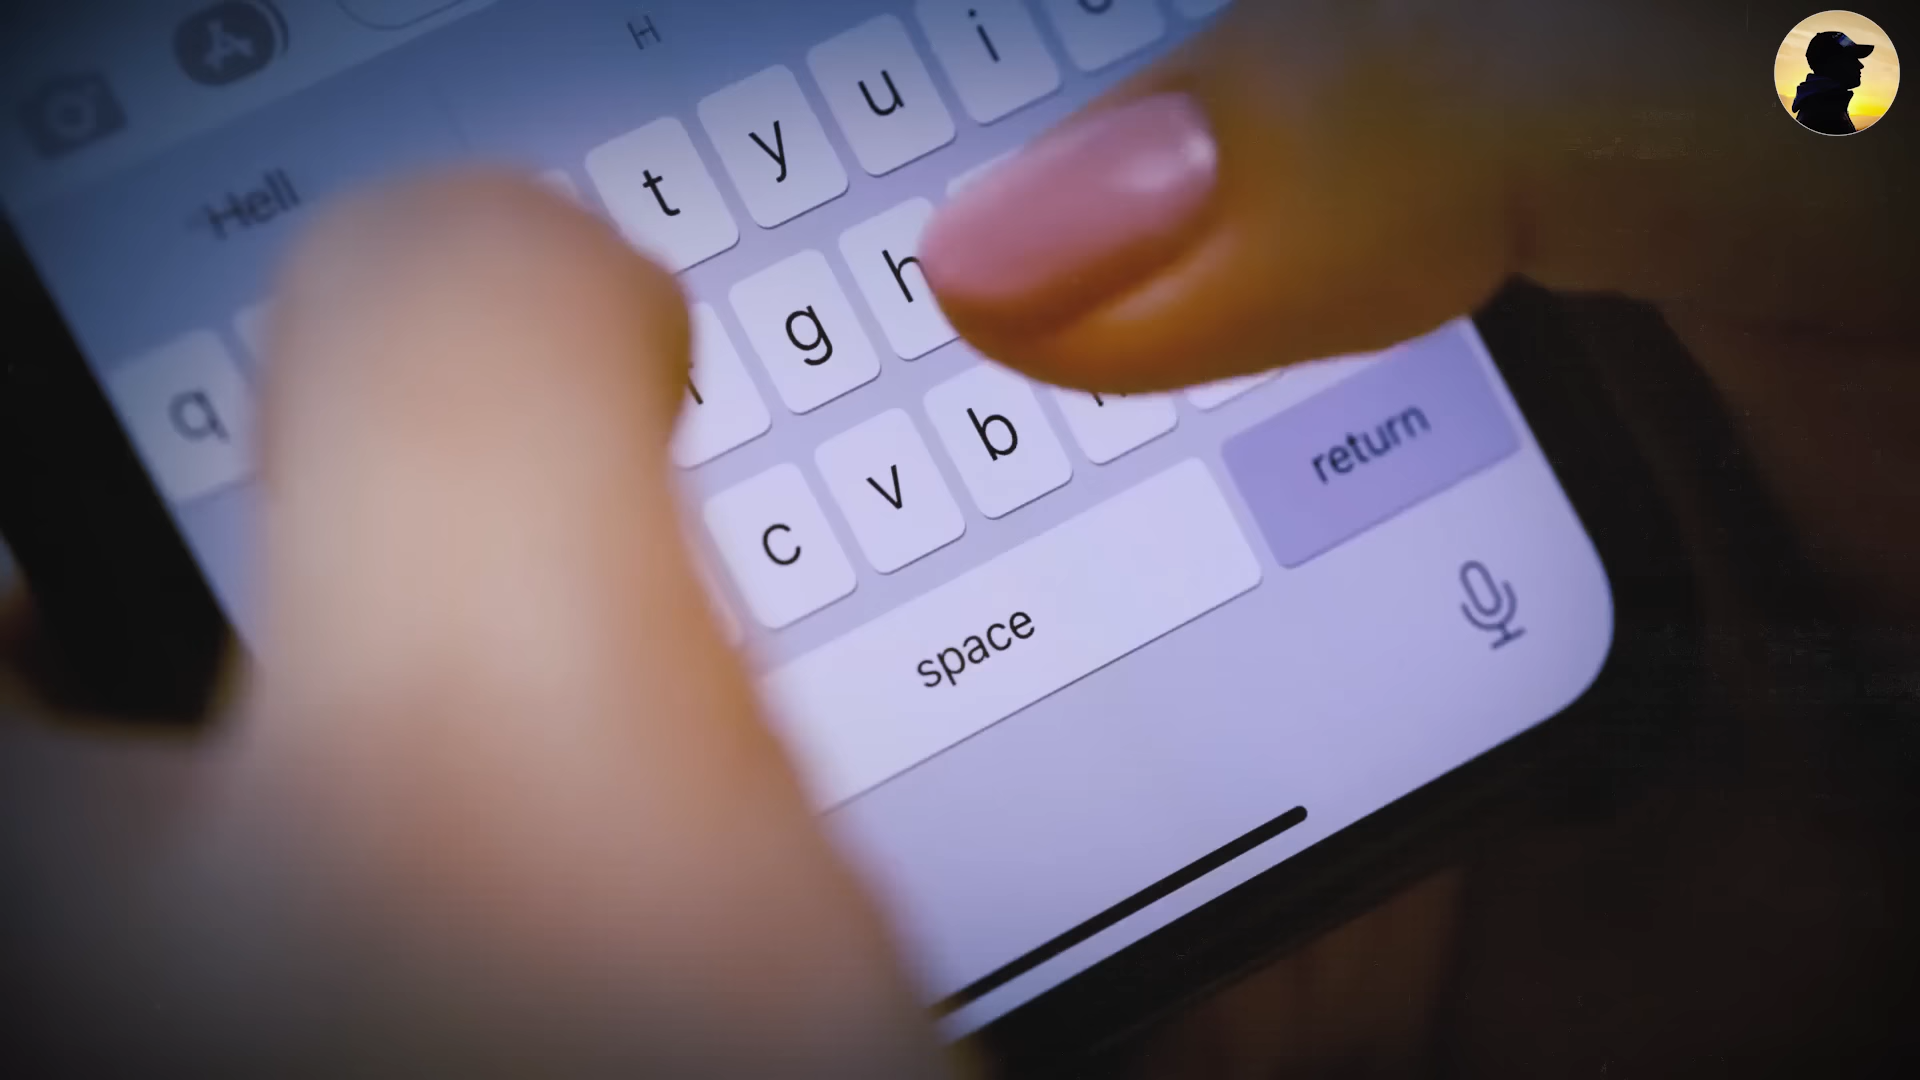 H
Hell
t y u i
q g h
c v b
space return